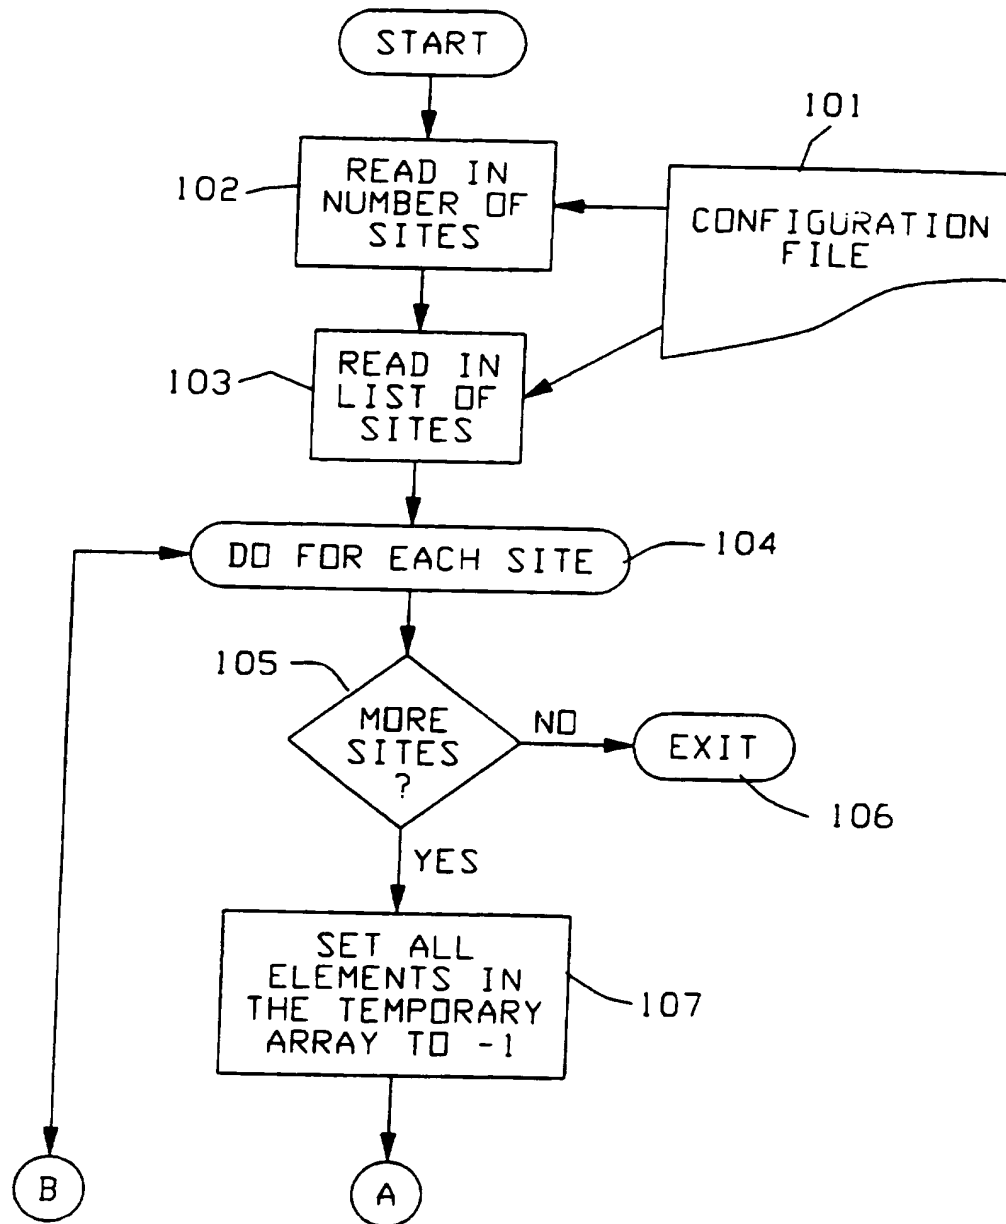 START
101
102
READ IN
NUMBER OF
SITES
CONFIGURATION
FILE
103
READ IN
LIST OF
SITES
DO FOR EACH SITE
104
105
MORE
SITES
?
NO
EXIT
106
YES
SET ALL
ELEMENTS IN
THE TEMPORARY
ARRAY TO -1
107
B
A